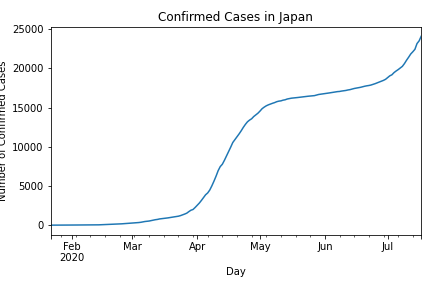 Confirmed Cases in Japan
25000
20000
15000
10000
5000
0
Number of Confirmed Cases
Feb
2020
Mar
Apr
May
Jun
Jul
Day